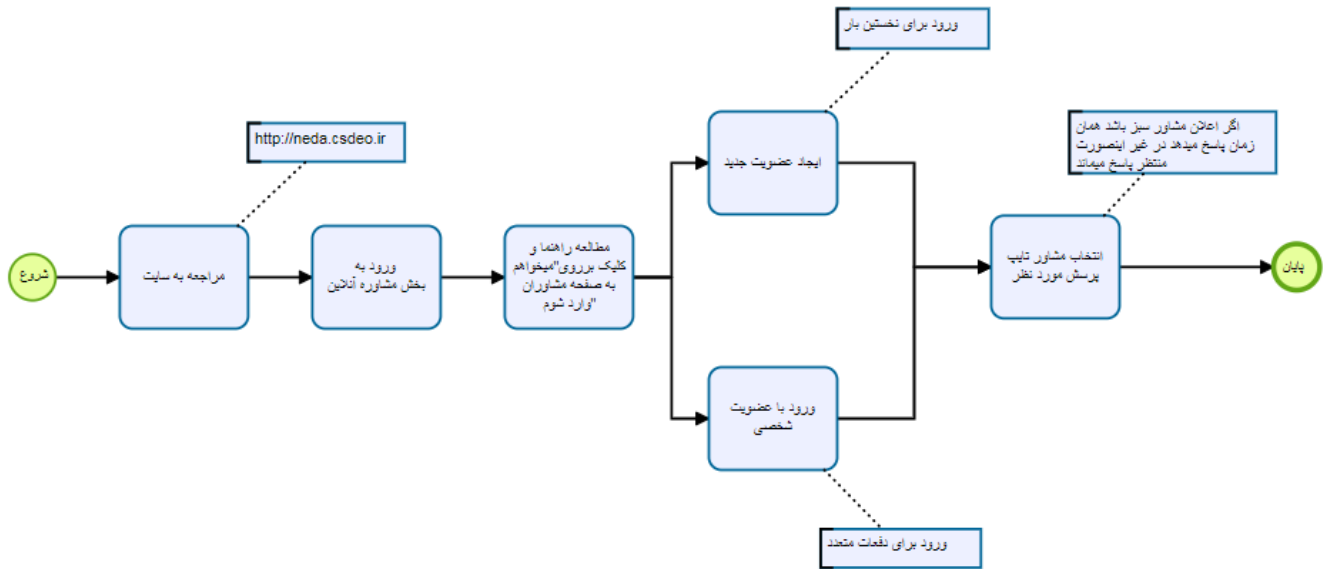 ورود برای نخستین بار
http://neda.csdeo.ir
اگر اعلان مشاور سبز باشد همان
زمان پاسخ میدهد در غیر اینصورت
منتظر پاسخ میماند
شروع
مراجعه به سایت
ورود به
بخش مشاوره آنلاین
مطالعه راهنما و
کلیک برروی"میخواهم
به صفحه مشاوران
"وارد شوم
ایجاد عضویت جدید
ورود با عضویت
شخصی
انتخاب مشاور تایپ
پرسش مورد نظر
پایان
ورود برای دفعات متعدد